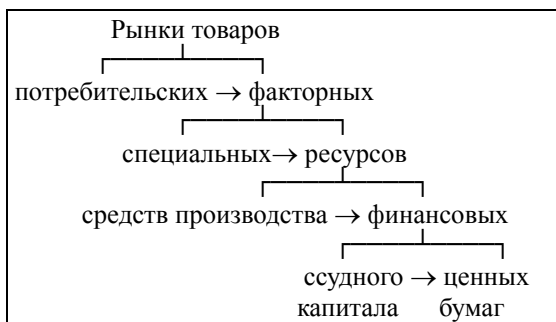 Рынки товаров
потребительских → факторных
специальных→ ресурсов
средств производства → финансовых
ссудного → ценных
капитала бумаг